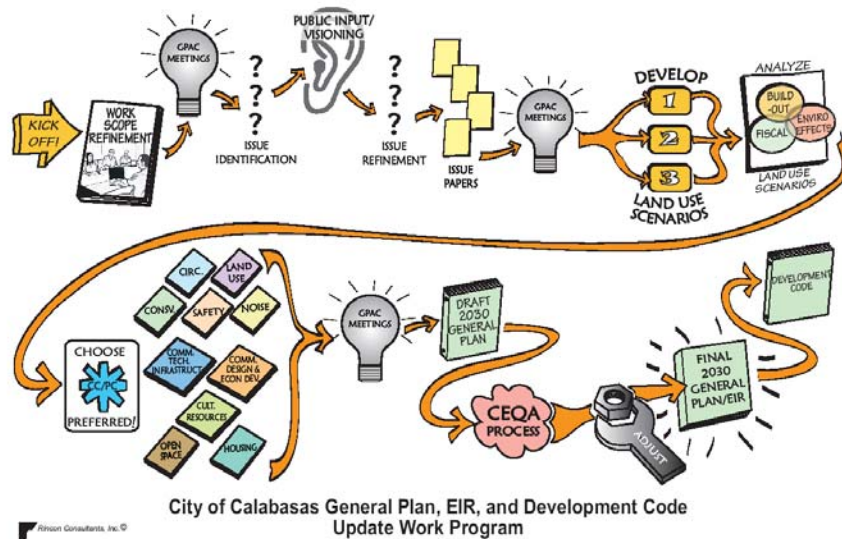 KICK
OFF!
WORK
SCOPE
REFINEMENT
GPAC
MEETINGS
?
?
?
?
ISSUE
IDENTIFICATION
PUBLIC INPUT/
VISIONING
?
?
?
?
ISSUE
REFINEMENT
ISSUE
PAPERS
GPAC
MEETINGS
DEVELOP
1
2
3
LAND USE
SCENARIOS
ANALYZE
BUILD
-OUT
FISCAL
ENVIRO
EFFECTS
LAND USE
SCENARIOS
CHOOSE
CC/PC
PREFERRED!
CIRC.
LAND
USE
CONSV.
SAFETY
NOISE
COMM.
TECH.
INFRASTRUCT.
COMM.
DESIGN &
ECON DEV.
CULT.
RESOURCES
OPEN
SPACE
HOUSING
GPAC
MEETINGS
DRAFT
2030
GENERAL
PLAN
CEQA
PROCESS
ADJUST
FINAL
2030
GENERAL
PLAN/EIR
DEVELOPMENT
CODE
City of Calabasas General Plan, EIR, and Development Code
Update Work Program
Rincon Consultants, Inc. ©